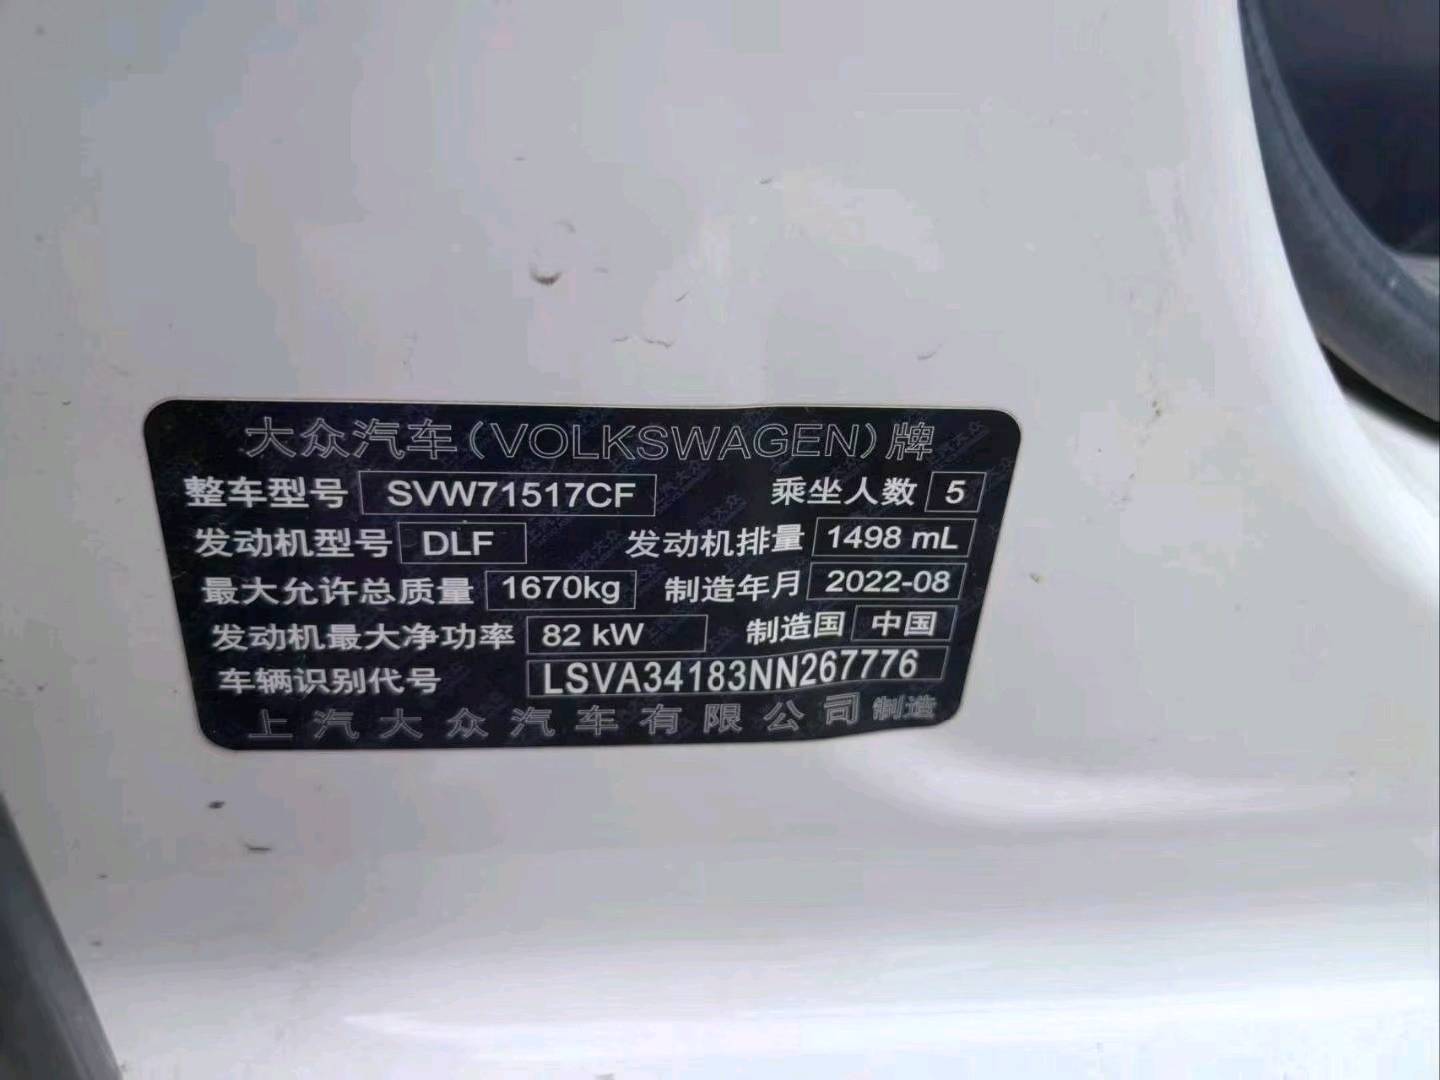 大众汽车(VOLKSWAGEN)牌
整车型号 SVW71517CF 乘坐人数 5
发动机型号 DLF 发动机排量 1498 mL
最大允许总质量 1670kg 制造年月 2022-08
发动机最大净功率 82 kW 制造国 中国
车辆识别代号 LSVA34183NN267776
上汽大众汽车有限公司 制造